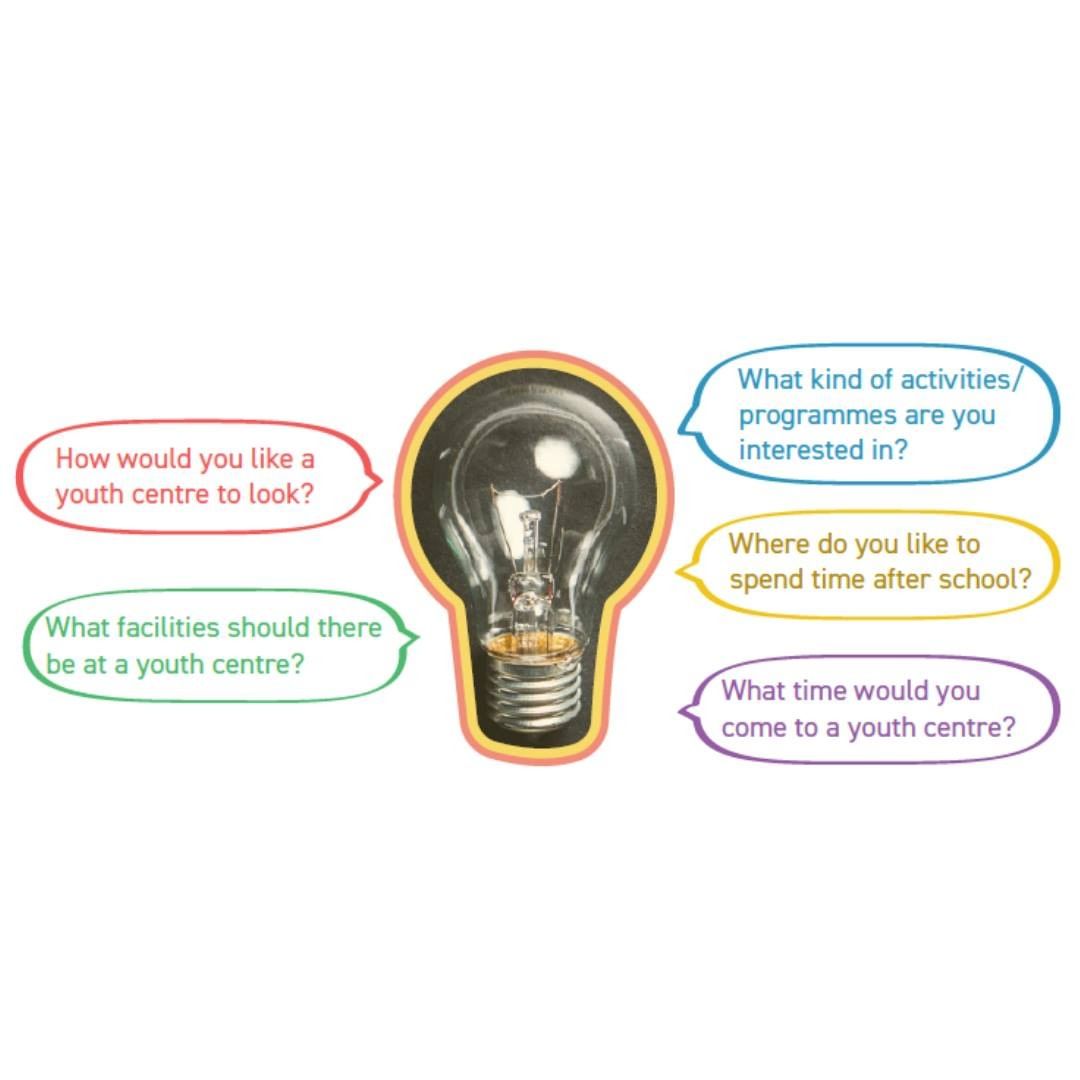 How would you like a
youth centre to look?
What facilities should there
be at a youth centre?
What kind of activities/
programmes are you
interested in?
Where do you like to
spend time after school?
What time would you
come to a youth centre?